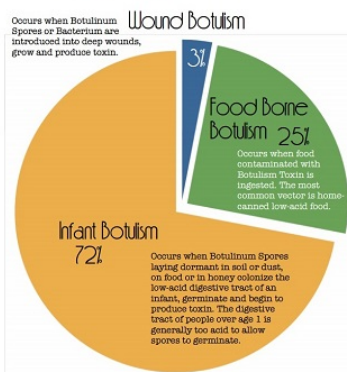 Wound Botulism
Occurs when Botulinum
Spores or Bacterium are
introduced into deep wounds,
grow and produce toxin.
3%
Food Borne
Botulism 25%
Occurs when food
contaminated with
Botulism Toxin is
ingested. The most
common vector is home-
canned low-acid food.
Infant Botulism
72%
Occurs when Botulinum Spores
laying dormant in soil or dust,
on food or in honey colonize the
low-acid digestive tract of an
infant, germinate and begin to
produce toxin. The digestive
tract of people over age 1 is
generally too acid to allow
spores to germinate.